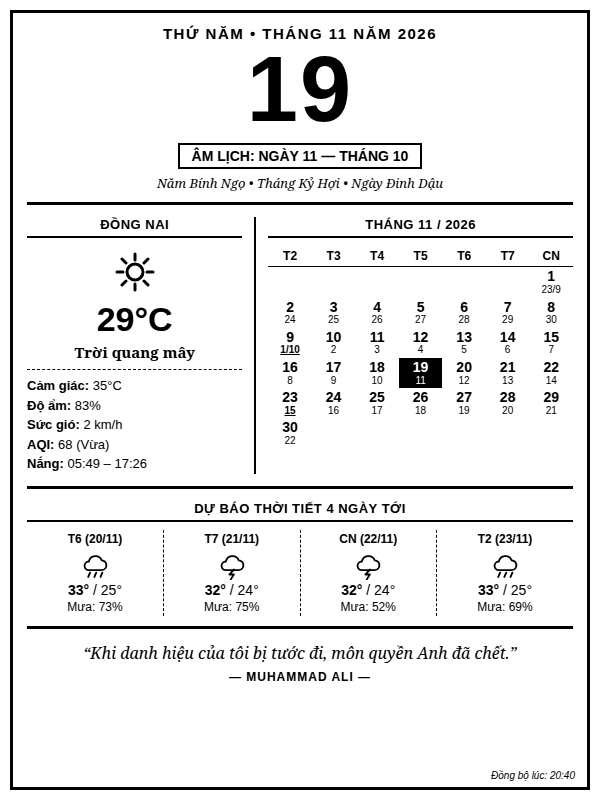 THỨ NĂM • THÁNG 11 NĂM 2026
19
ÂM LỊCH: NGÀY 11 — THÁNG 10
Năm Bính Ngọ • Tháng Kỷ Hợi • Ngày Đinh Dậu
ĐỒNG NAI
29°C
Trời quang mây
Cảm giác: 35°C
Độ ẩm: 83%
Sức gió: 2 km/h
AQI: 68 (Vừa)
Nắng: 05:49 – 17:26
THÁNG 11 / 2026
T2 T3 T4 T5 T6 T7 CN
1
23/9
2 3 4 5 6 7 8
24 25 26 27 28 29 30
9 10 11 12 13 14 15
1/10 2 3 4 5 6 7
16 17 18 19 20 21 22
8 9 10 11 12 13 14
23 24 25 26 27 28 29
15 16 17 18 19 20 21
30
22
DỰ BÁO THỜI TIẾT 4 NGÀY TỚI
T6 (20/11) T7 (21/11) CN (22/11) T2 (23/11)
33° / 25° 32° / 24° 32° / 24° 33° / 25°
Mưa: 73% Mưa: 75% Mưa: 52% Mưa: 69%
“Khi danh hiệu của tôi bị tước đi, môn quyền Anh đã chết.”
— MUHAMMAD ALI —
Đồng bộ lúc: 20:40